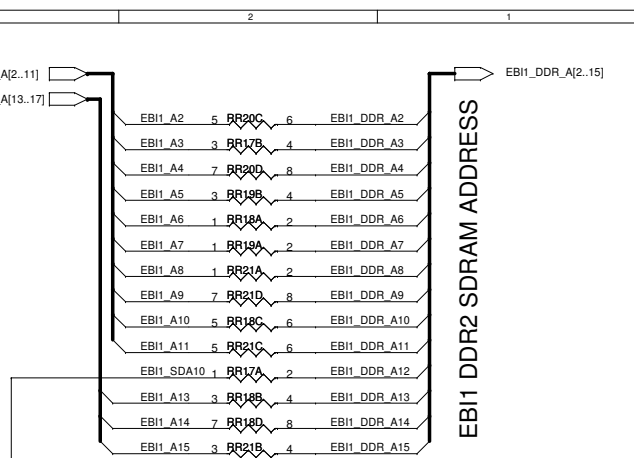 2 1
A[2..11] EBI1_DDR_A[2..15]
A[13..17]
EBI1_A2 5 RR20C 6 EBI1_DDR_A2
EBI1_A3 3 RR17B 4 EBI1_DDR_A3
EBI1_A4 7 RR20D 8 EBI1_DDR_A4
EBI1_A5 3 RR19B 4 EBI1_DDR_A5
EBI1_A6 1 RR18A 2 EBI1_DDR_A6
EBI1_A7 1 RR19A 2 EBI1_DDR_A7
EBI1_A8 1 RR21A 2 EBI1_DDR_A8
EBI1_A9 7 RR21D 8 EBI1_DDR_A9
EBI1_A10 5 RR18C 6 EBI1_DDR_A10
EBI1_A11 5 RR21C 6 EBI1_DDR_A11
EBI1_SDA10 1 RR17A 2 EBI1_DDR_A12
EBI1_A13 3 RR18B 4 EBI1_DDR_A13
EBI1_A14 7 RR18D 8 EBI1_DDR_A14
EBI1_A15 3 RR21B 4 EBI1_DDR_A15
EBI1 DDR2 SDRAM ADDRESS